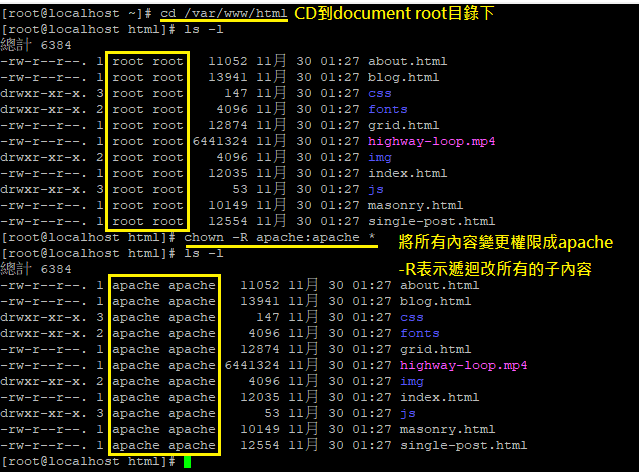 [root@localhost ~]# cd /var/www/html CD到document root目錄下
[root@localhost html]# ls -l
總計 6384
-rw-r--r--. 1 root root 11052 11月 30 01:27 about.html
-rw-r--r--. 1 root root 13941 11月 30 01:27 blog.html
drwxr-xr-x. 3 root root 147 11月 30 01:27 css
drwxr-xr-x. 2 root root 4096 11月 30 01:27 fonts
-rw-r--r--. 1 root root 12874 11月 30 01:27 grid.html
-rw-r--r--. 1 root root 6441324 11月 30 01:27 highway-loop.mp4
drwxr-xr-x. 2 root root 4096 11月 30 01:27 img
-rw-r--r--. 1 root root 12035 11月 30 01:27 index.html
drwxr-xr-x. 3 root root 53 11月 30 01:27 js
-rw-r--r--. 1 root root 10149 11月 30 01:27 masonry.html
-rw-r--r--. 1 root root 12554 11月 30 01:27 single-post.html
[root@localhost html]# chown -R apache:apache * 將所有內容變更權限成apache
[root@localhost html]# ls -l
總計 6384 -R表示遞迴改所有的子內容
-rw-r--r--. 1 apache apache 11052 11月 30 01:27 about.html
-rw-r--r--. 1 apache apache 13941 11月 30 01:27 blog.html
drwxr-xr-x. 3 apache apache 147 11月 30 01:27 css
drwxr-xr-x. 2 apache apache 4096 11月 30 01:27 fonts
-rw-r--r--. 1 apache apache 12874 11月 30 01:27 grid.html
-rw-r--r--. 1 apache apache 6441324 11月 30 01:27 highway-loop.mp4
drwxr-xr-x. 2 apache apache 4096 11月 30 01:27 img
-rw-r--r--. 1 apache apache 12035 11月 30 01:27 index.html
drwxr-xr-x. 3 apache apache 53 11月 30 01:27 js
-rw-r--r--. 1 apache apache 10149 11月 30 01:27 masonry.html
-rw-r--r--. 1 apache apache 12554 11月 30 01:27 single-post.html
[root@localhost html]#